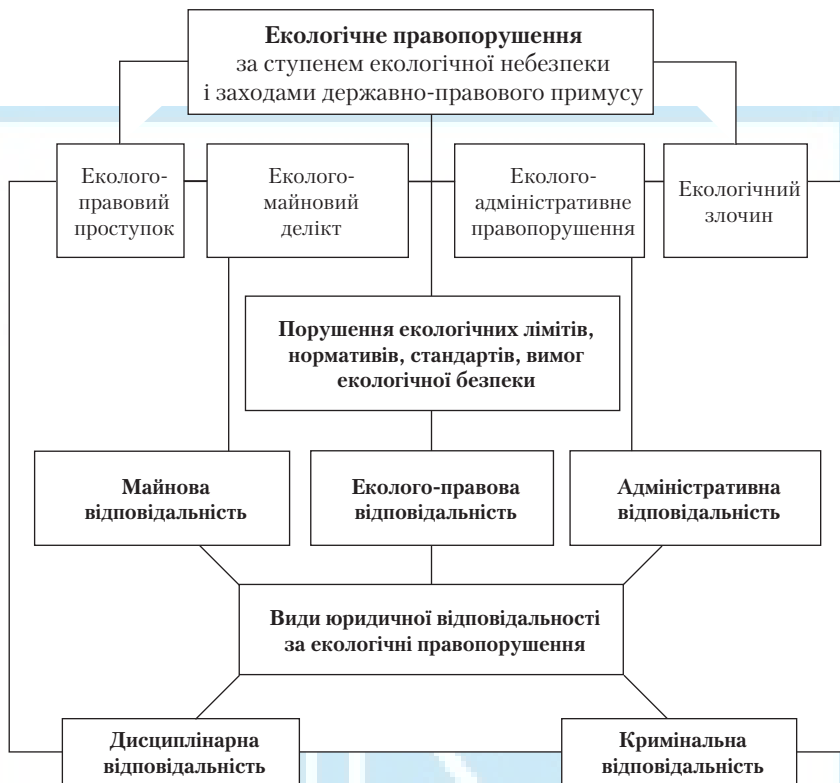 Екологічне правопорушення
за ступенем екологічної небезпеки
і заходами державно-правового примусу
Еколого-
правовий
проступок
Еколого-
майновий
делікт
Еколого-
адміністративне
правопорушення
Екологічний
злочин
Порушення екологічних лімітів,
нормативів, стандартів, вимог
екологічної безпеки
Майнова
відповідальність
Еколого-правова
відповідальність
Адміністративна
відповідальність
Види юридичної відповідальності
за екологічні правопорушення
Дисциплінарна
відповідальність
Кримінальна
відповідальність